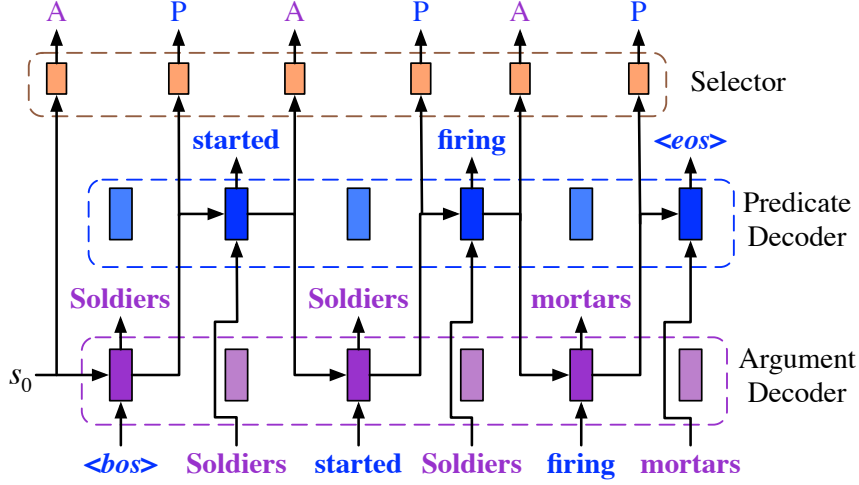 A P A P A P
Selector
started firing <eos>
Predicate
Decoder
Soldiers Soldiers mortars
Argument
Decoder
s0
<bos> Soldiers started Soldiers firing mortars